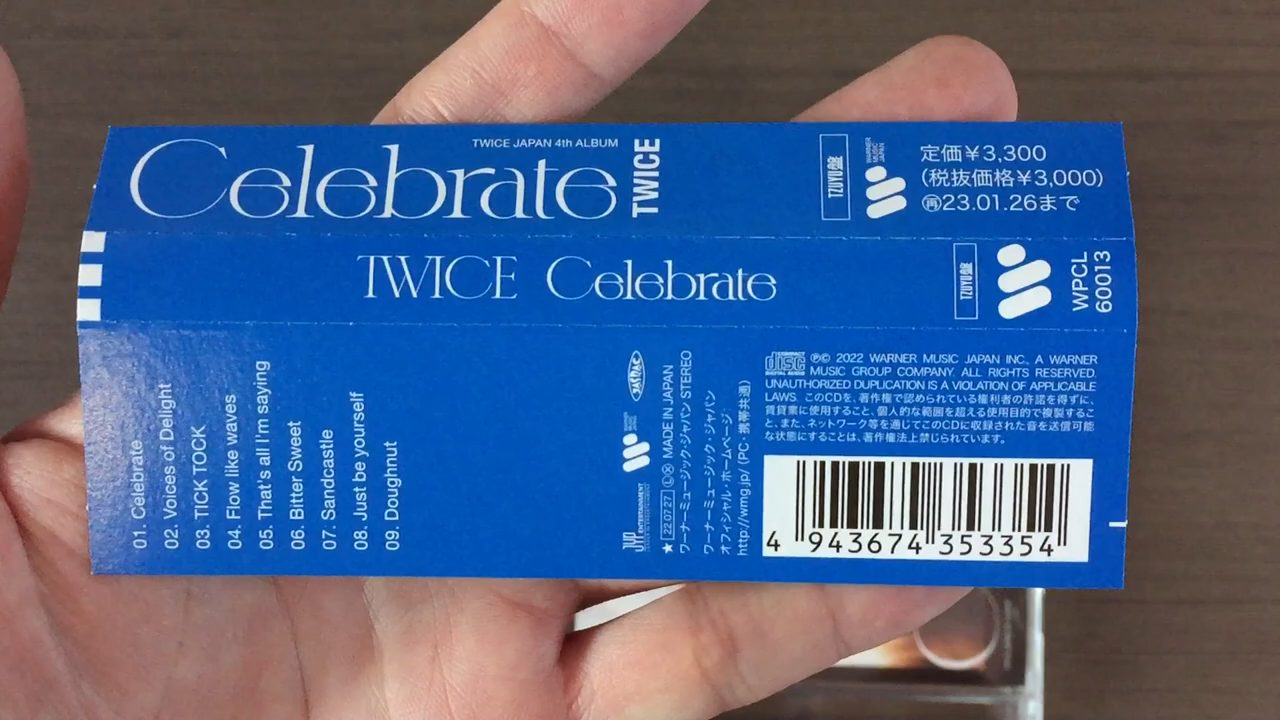 TWICE JAPAN 4th ALBUM
Celebrate
TWICE
TZUYU盤
WARNER MUSIC JAPAN
定価¥3,300
(税抜価格¥3,000)
㊞23.01.26まで
TWICE Celebrate
TZUYU盤
WPCL
60013
01. Celebrate
02. Voices of Delight
03. TICK TOCK
04. Flow like waves
05. That's all I'm saying
06. Bitter Sweet
07. Sandcastle
08. Just be yourself
09. Doughnut
JYP ENTERTAINMENT
JASRAC
★ 22.07.27 Ⓛ Ⓧ MADE IN JAPAN STEREO
ワーナーミュージック・ジャパン
ワーナーミュージック・ジャパン
オフィシャル・ホームページ
http://wmg.jp/ (PC・携帯共通)
COMPACT disc DIGITAL AUDIO
ⓅⒸ 2022 WARNER MUSIC JAPAN INC., A WARNER
MUSIC GROUP COMPANY. ALL RIGHTS RESERVED.
UNAUTHORIZED DUPLICATION IS A VIOLATION OF APPLICABLE
LAWS. このCDを、著作権で認められている権利者の許諾を得ずに、
賃貸業に使用すること、個人的な範囲を超える使用目的で複製するこ
と、また、ネットワーク等を通じてこのCDに収録された音を送信可能
な状態にすることは、著作権法上禁じられています。
4 943674 353354